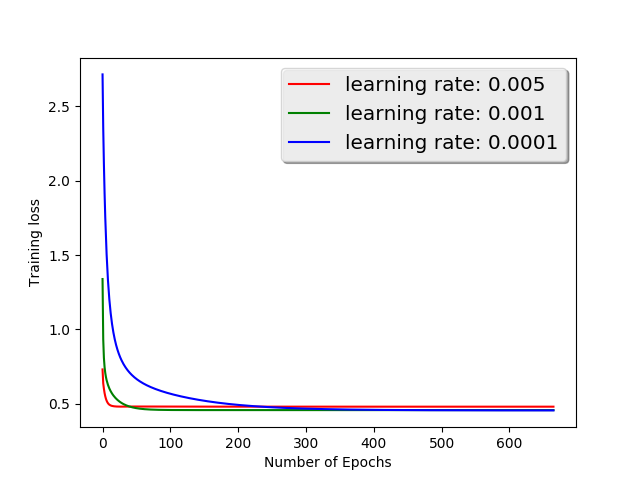 learning rate: 0.005
learning rate: 0.001
learning rate: 0.0001
Training loss
2.5
2.0
1.5
1.0
0.5
0 100 200 300 400 500 600
Number of Epochs